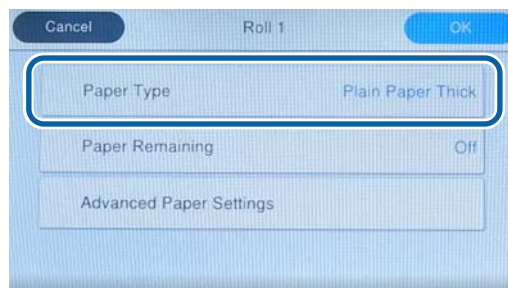 Cancel Roll 1 OK
Paper Type Plain Paper Thick
Paper Remaining Off
Advanced Paper Settings